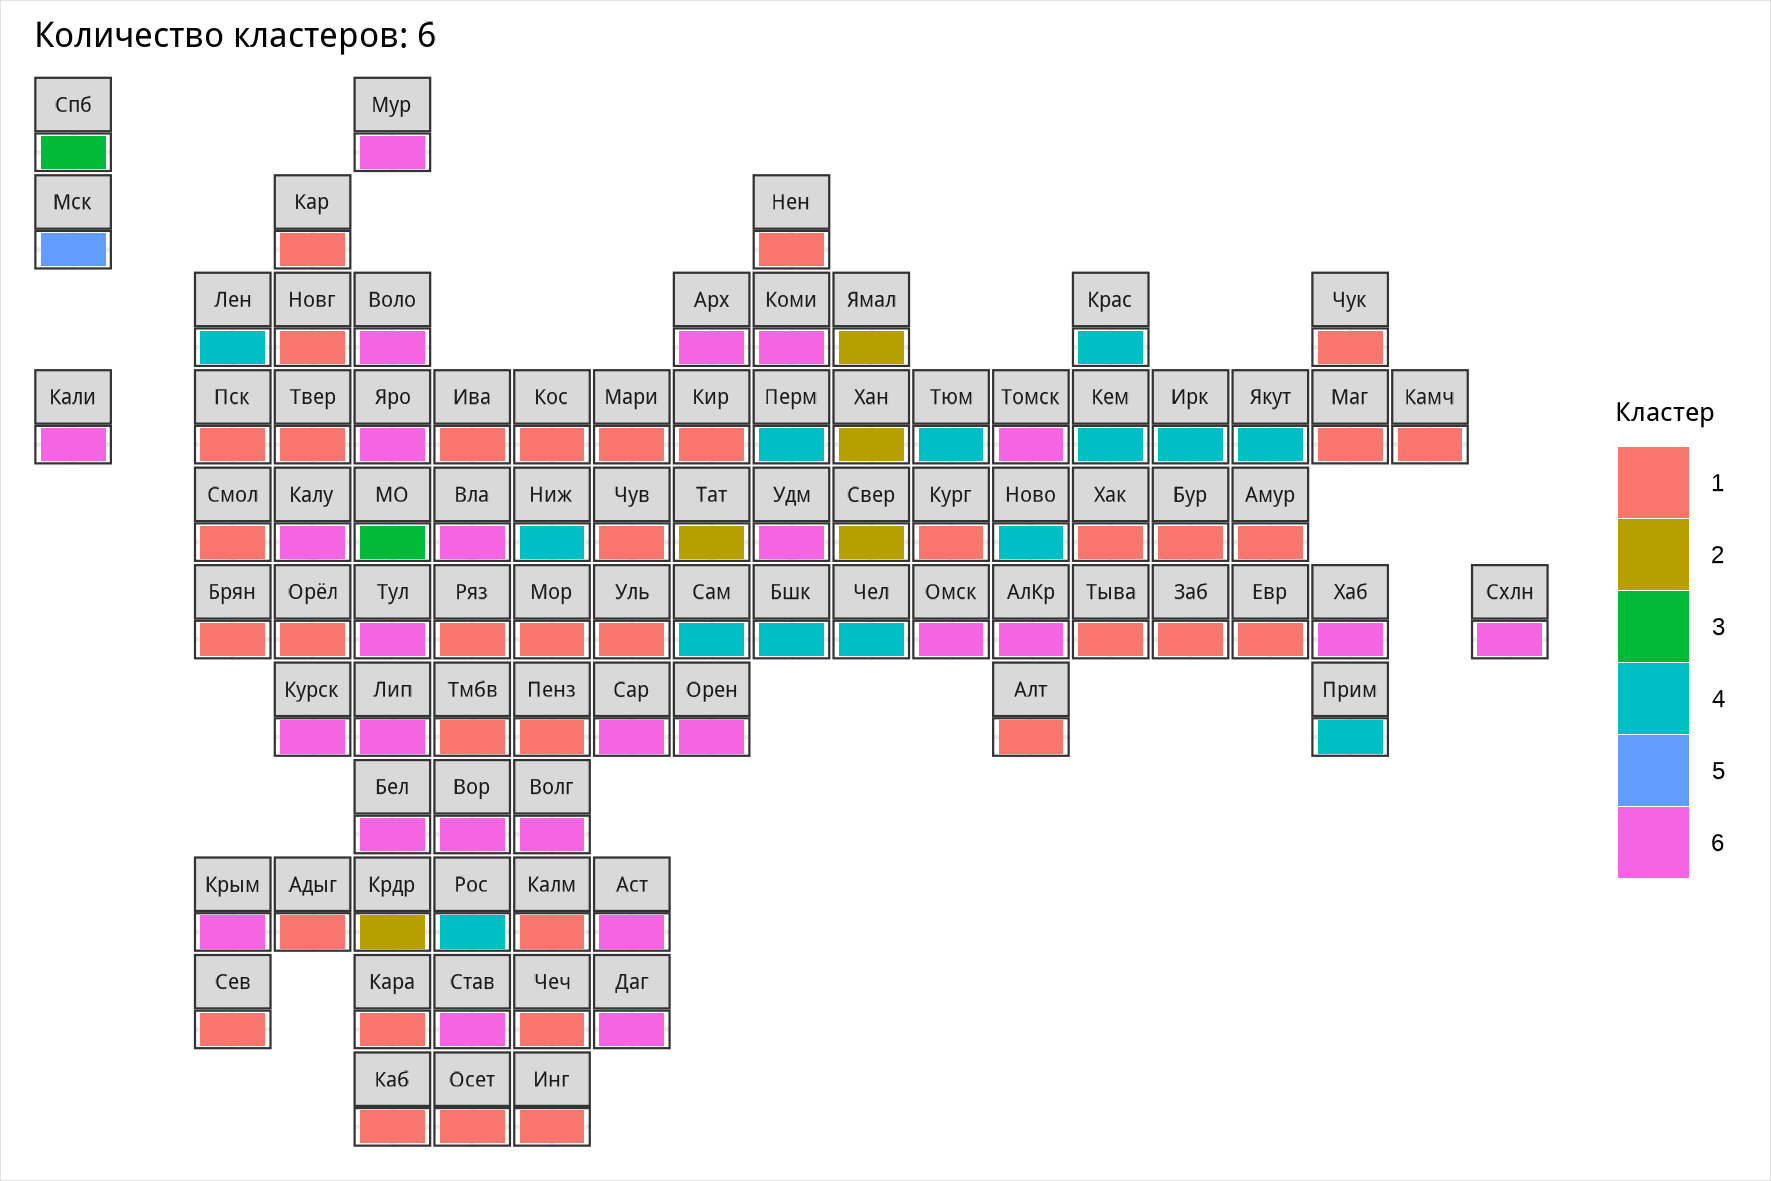 Количество кластеров: 6
Спб Мур
Мск Кар Нен
Лен Новг Воло Арх Коми Ямал Крас Чук
Кали Пск Твер Яро Ива Кос Мари Кир Перм Хан Тюм Томск Кем Ирк Якут Маг Камч
Смол Калу МО Вла Ниж Чув Тат Удм Свер Кург Ново Хак Бур Амур
Брян Орёл Тул Ряз Мор Уль Сам Бшк Чел Омск АлКр Тыва Заб Евр Хаб Схлн
Курск Лип Тмбв Пенз Сар Орен Алт Прим
Бел Вор Волг
Крым Адыг Крдр Рос Калм Аст
Сев Кара Став Чеч Даг
Каб Осет Инг
Кластер
1
2
3
4
5
6